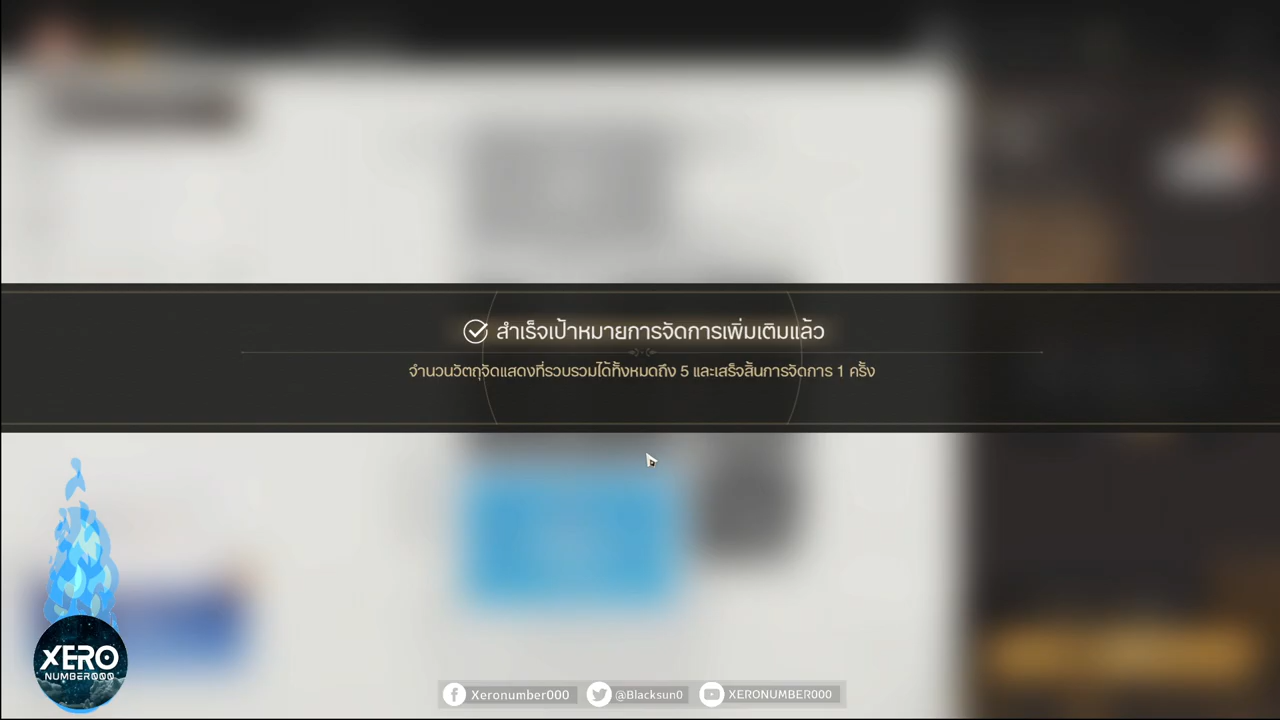 สำเร็จเป้าหมายการจัดการเพิ่มเติมแล้ว
จำนวนวัตถุจัดแสดงที่รวบรวมได้ทั้งหมดถึง 5 และเสร็จสิ้นการจัดการ 1 ครั้ง
XERO
NUMBER000
Xeronumber000 @Blacksun0 XERONUMBER000